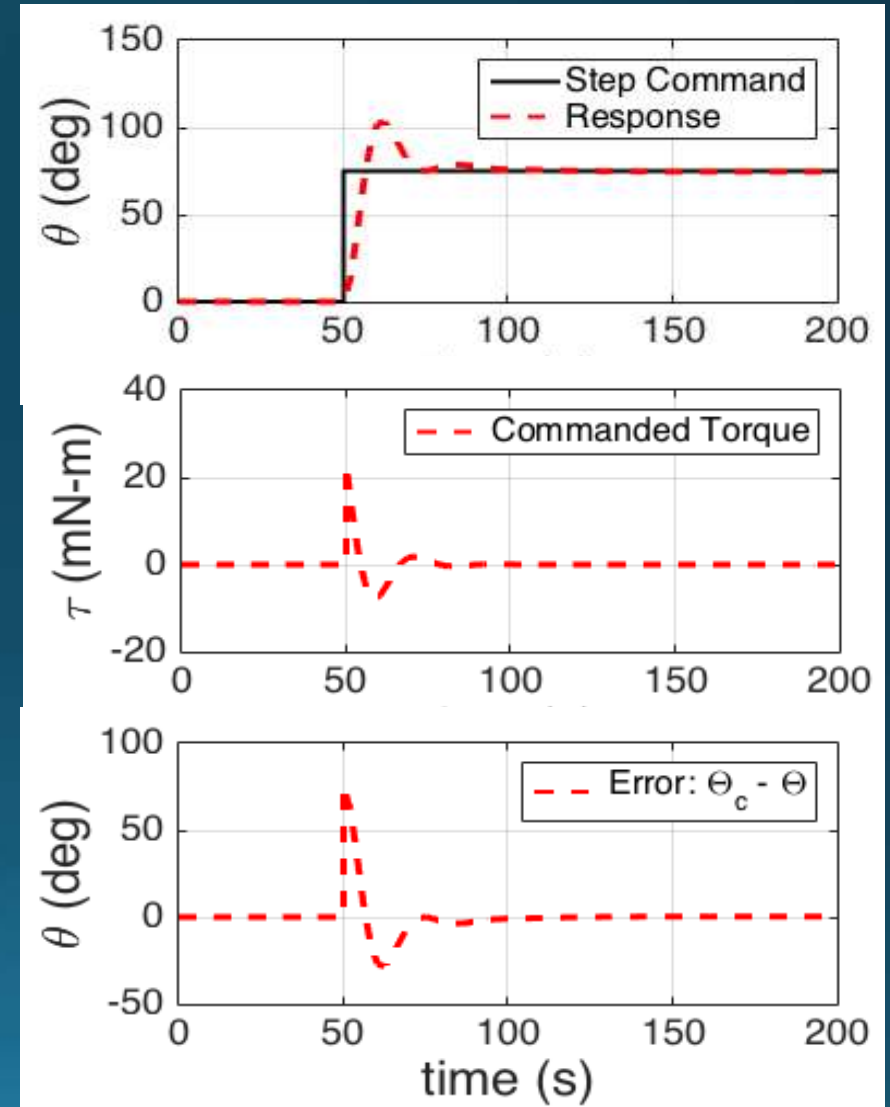 150
100
50
0
θ (deg)
Step Command
Response
0 50 100 150 200
40
20
0
-20
τ (mN-m)
Commanded Torque
0 50 100 150 200
100
50
0
-50
θ (deg)
Error: Θc - Θ
0 50 100 150 200
time (s)